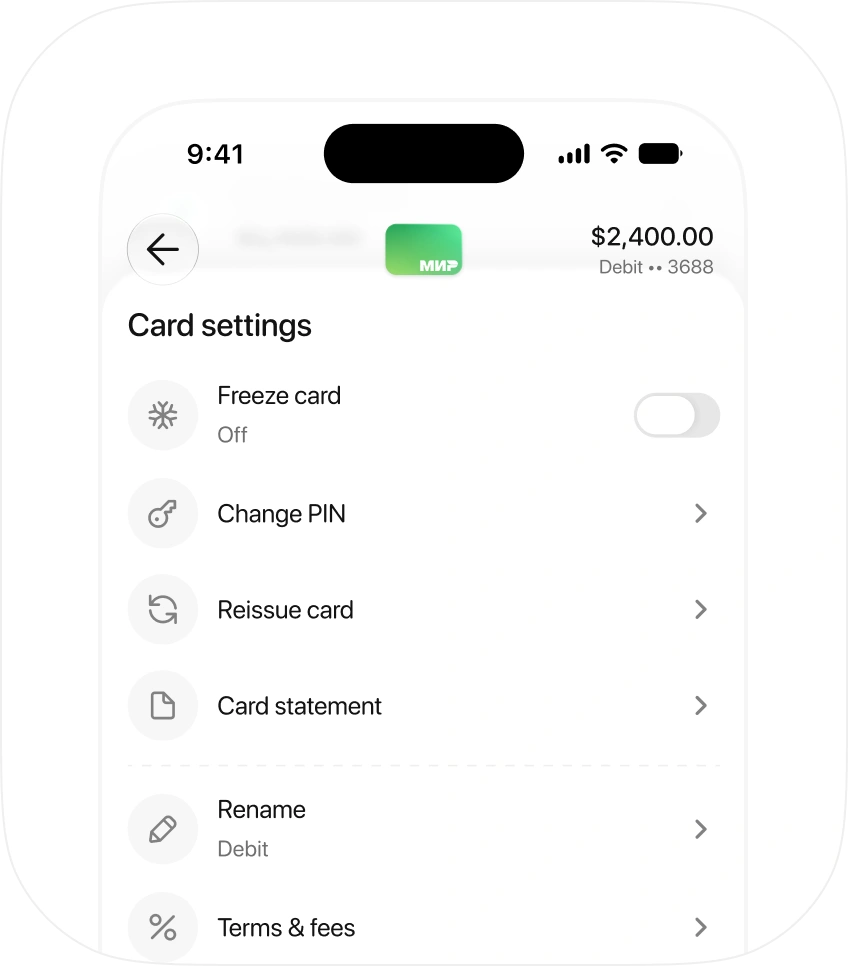 9:41
МИР
$2,400.00
Debit •• 3688
Card settings
Freeze card
Off
Change PIN
Reissue card
Card statement
Rename
Debit
Terms & fees